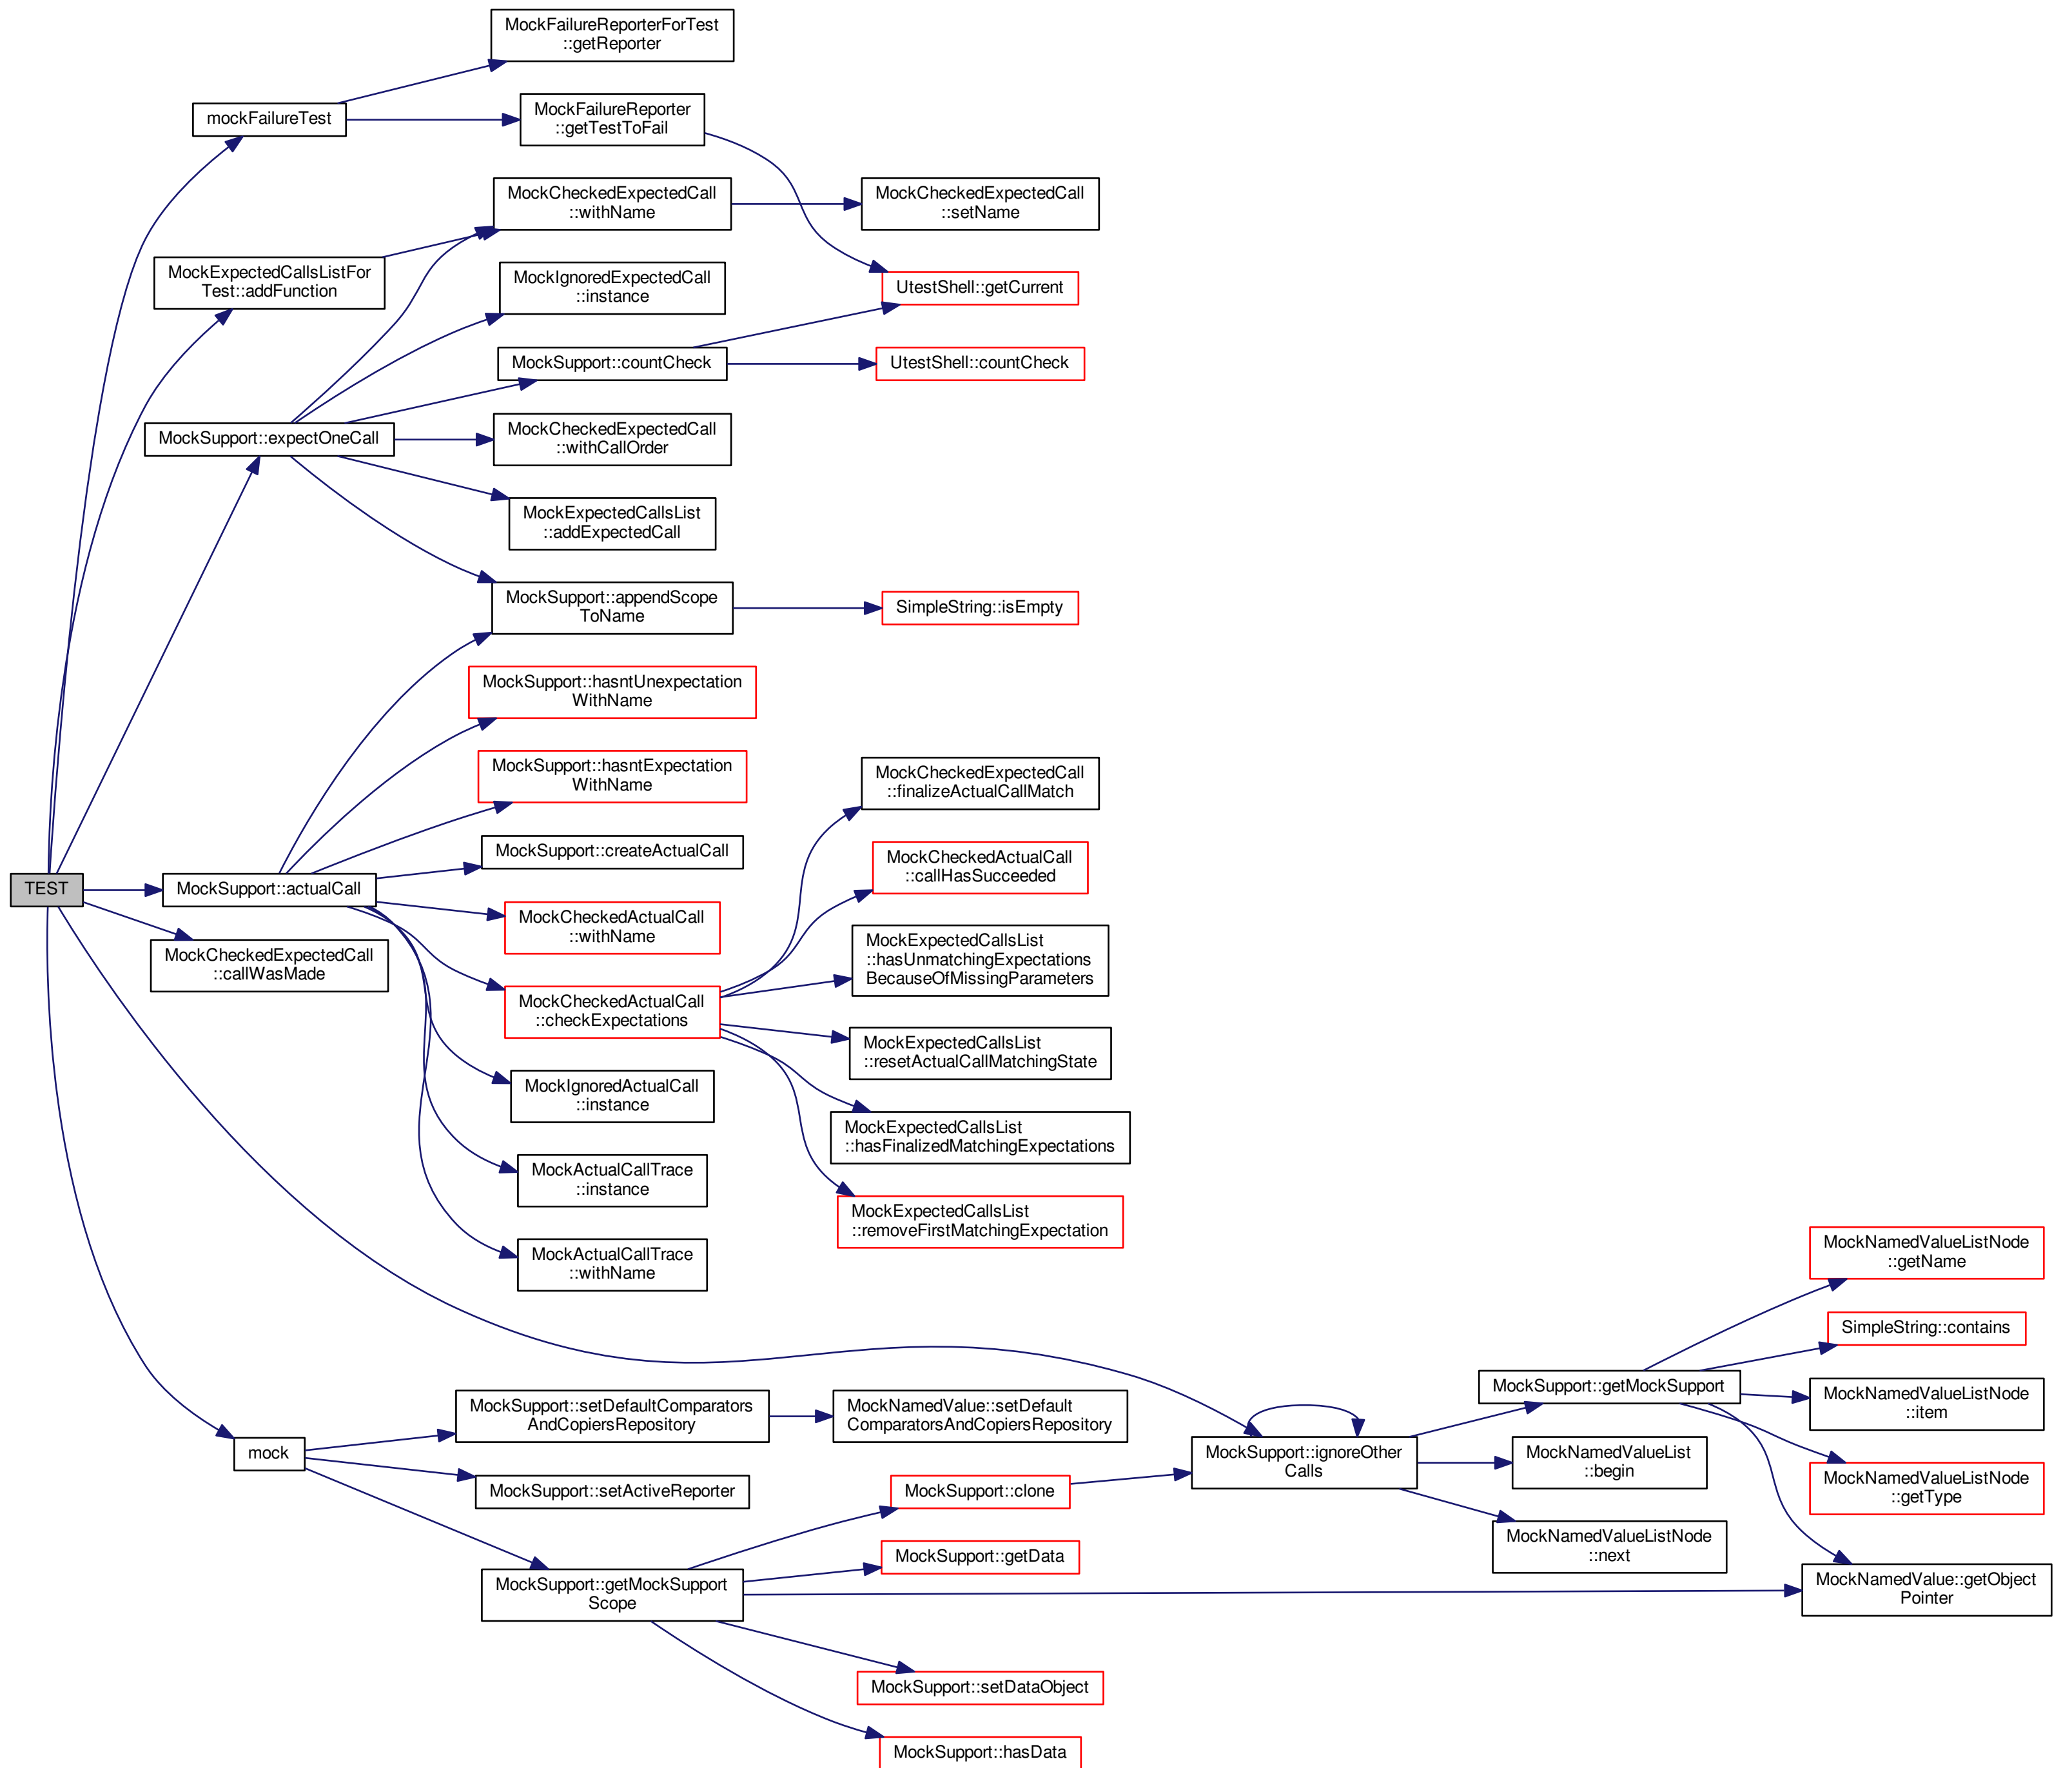 MockFailureReporterForTest
::getReporter
mockFailureTest
MockFailureReporter
::getTestToFail
MockCheckedExpectedCall
::withName
MockCheckedExpectedCall
::setName
MockExpectedCallsListFor
Test::addFunction
MockIgnoredExpectedCall
::instance
UtestShell::getCurrent
MockSupport::countCheck
UtestShell::countCheck
MockSupport::expectOneCall
MockCheckedExpectedCall
::withCallOrder
MockExpectedCallsList
::addExpectedCall
MockSupport::appendScope
ToName
SimpleString::isEmpty
MockSupport::hasntUnexpectation
WithName
MockSupport::hasntExpectation
WithName
MockCheckedExpectedCall
::finalizeActualCallMatch
MockSupport::createActualCall
MockCheckedActualCall
::callHasSucceeded
TEST
MockSupport::actualCall
MockCheckedActualCall
::withName
MockCheckedExpectedCall
::callWasMade
MockExpectedCallsList
::hasUnmatchingExpectations
BecauseOfMissingParameters
MockCheckedActualCall
::checkExpectations
MockExpectedCallsList
::resetActualCallMatchingState
MockIgnoredActualCall
::instance
MockExpectedCallsList
::hasFinalizedMatchingExpectations
MockActualCallTrace
::instance
MockExpectedCallsList
::removeFirstMatchingExpectation
MockActualCallTrace
::withName
MockNamedValueListNode
::getName
SimpleString::contains
MockSupport::getMockSupport
MockNamedValueListNode
::item
MockSupport::setDefaultComparators
AndCopiersRepository
MockNamedValue::setDefault
ComparatorsAndCopiersRepository
mock
MockSupport::ignoreOther
Calls
MockNamedValueList
::begin
MockNamedValueListNode
::getType
MockSupport::setActiveReporter
MockSupport::clone
MockNamedValueListNode
::next
MockSupport::getData
MockSupport::getMockSupport
Scope
MockNamedValue::getObject
Pointer
MockSupport::setDataObject
MockSupport::hasData